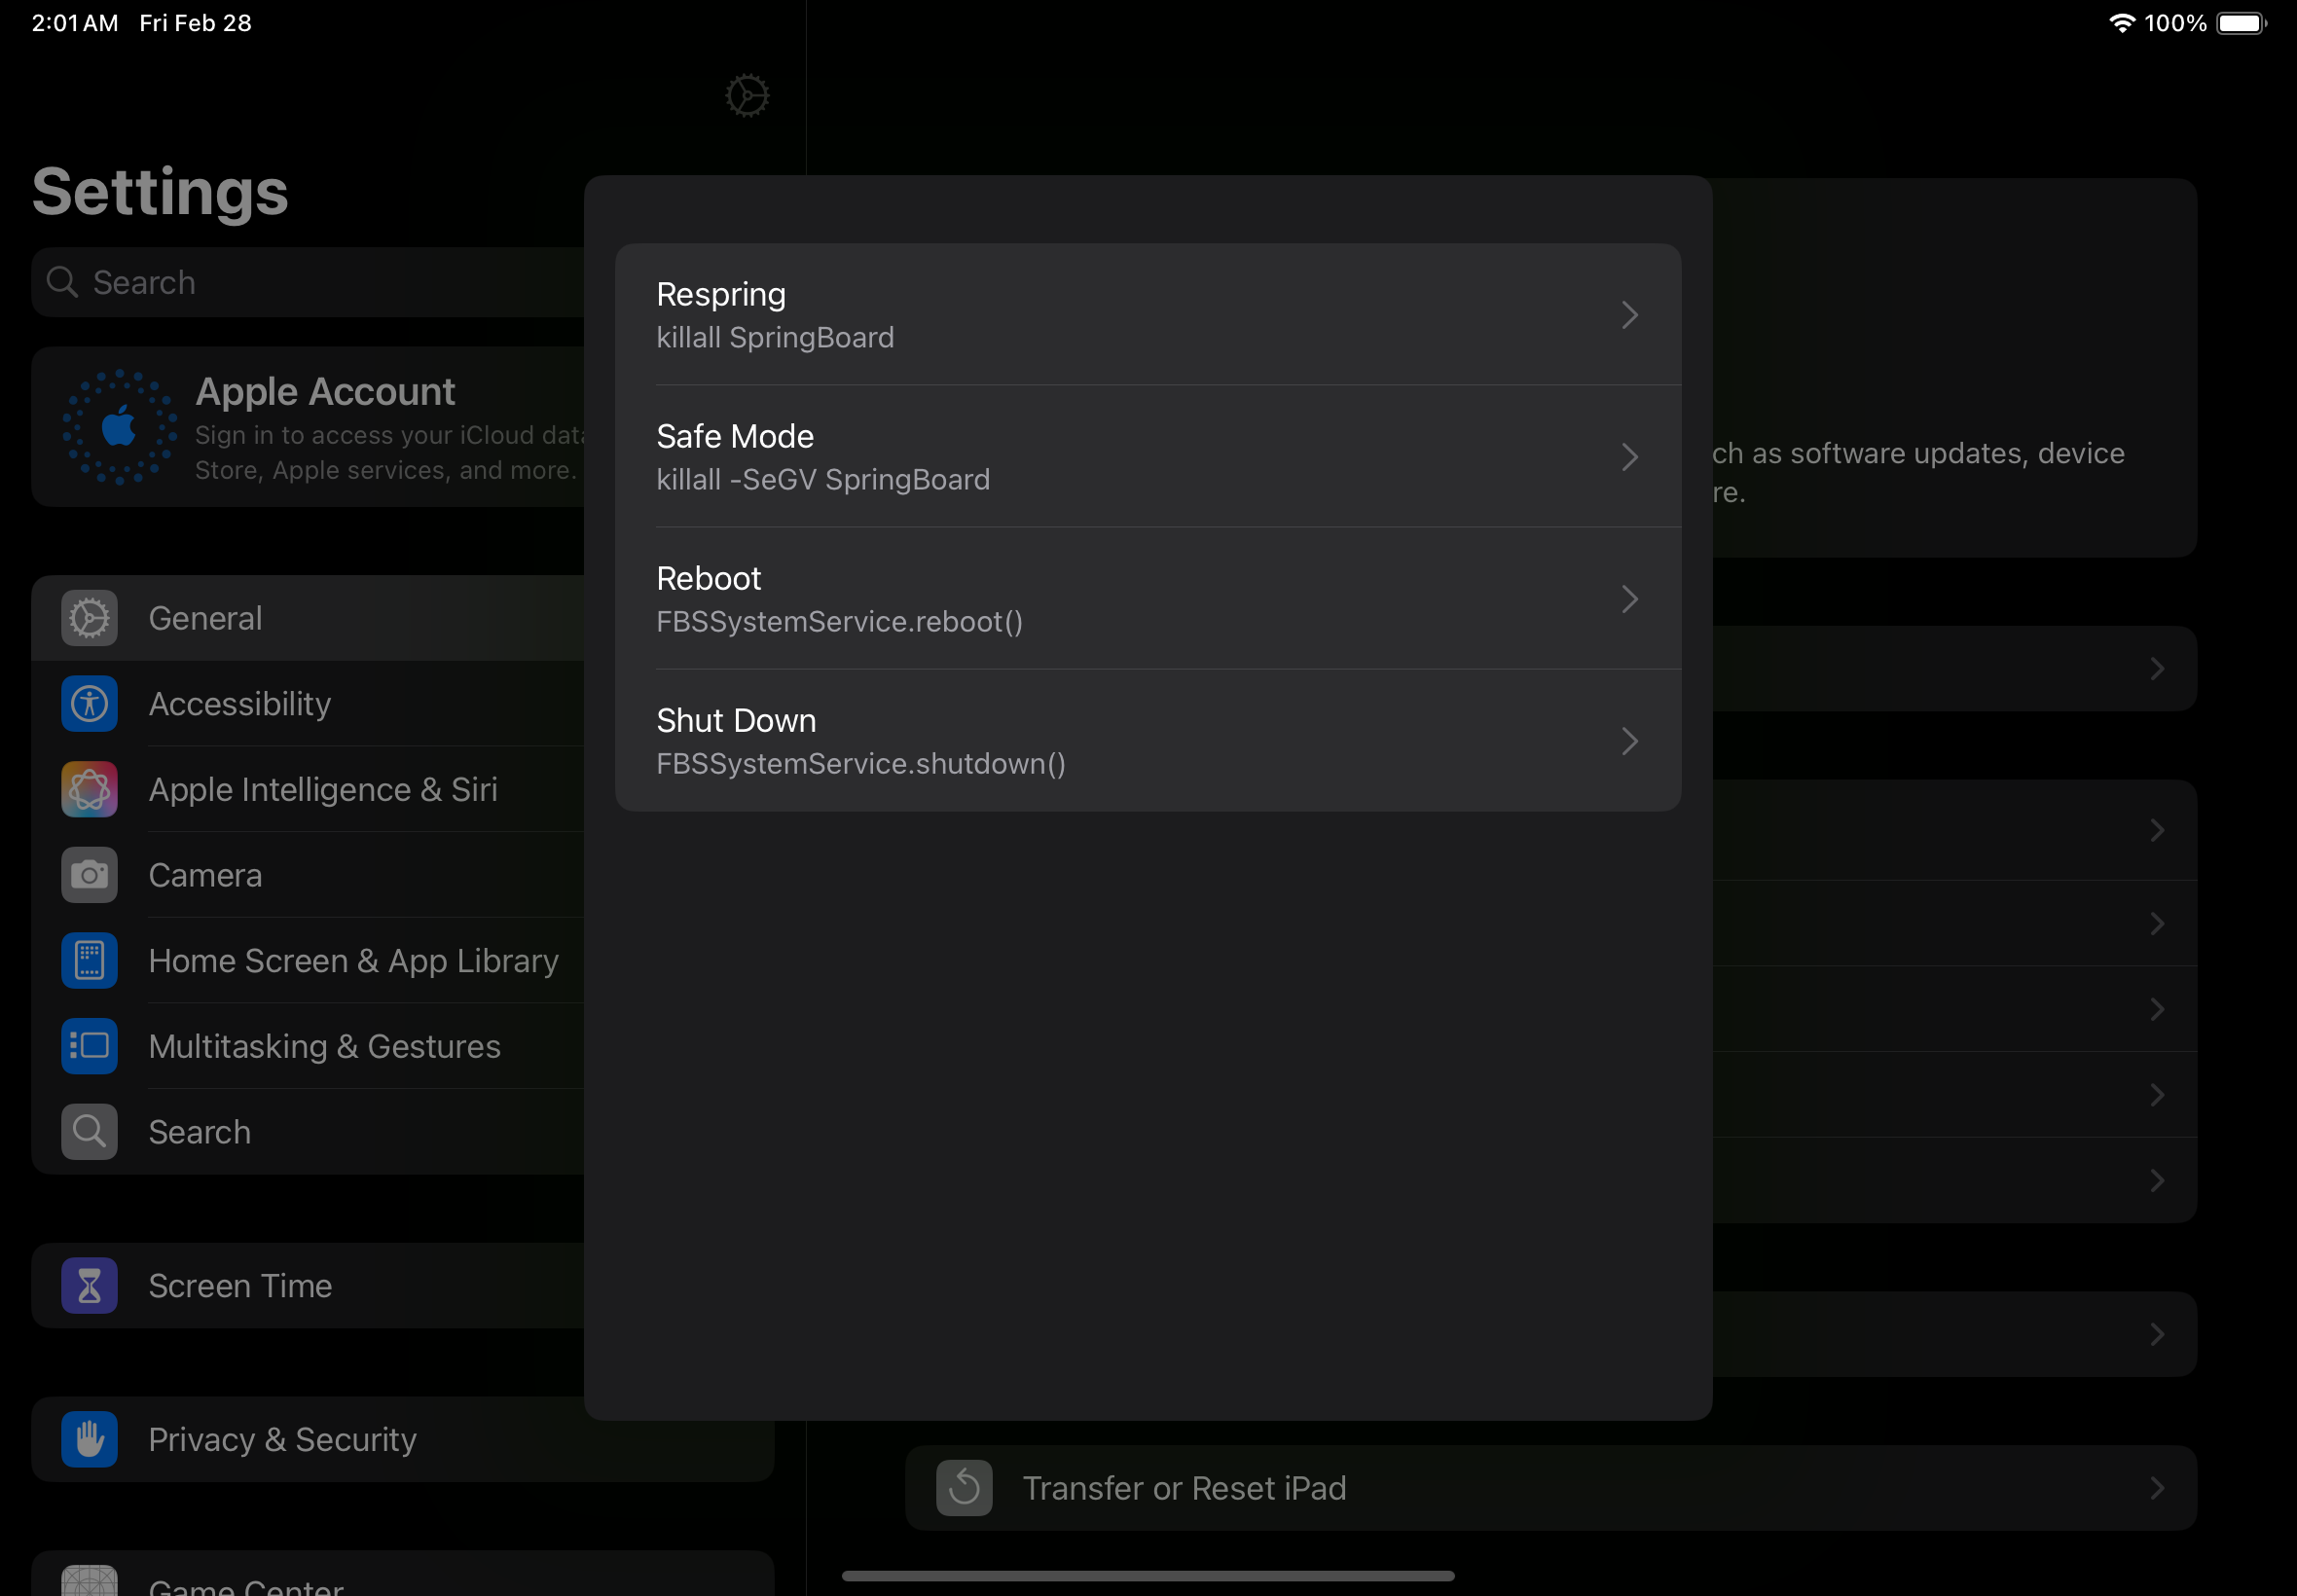 2:01 AM Fri Feb 28
100%
Settings
Search
Apple Account
Sign in to access your iCloud data
Store, Apple services, and more.
General
Accessibility
Apple Intelligence & Siri
Camera
Home Screen & App Library
Multitasking & Gestures
Search
Screen Time
Privacy & Security
Game Center
Respring
killall SpringBoard
Safe Mode
killall -SeGV SpringBoard
Reboot
FBSSystemService.reboot()
Shut Down
FBSSystemService.shutdown()
ch as software updates, device
re.
Transfer or Reset iPad